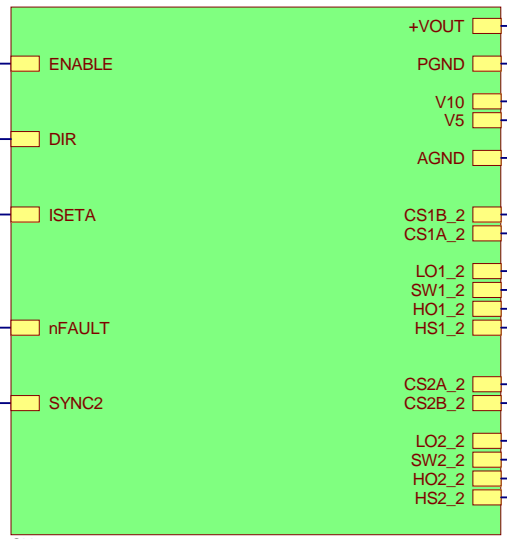 +VOUT
ENABLE
PGND
V10
V5
DIR
AGND
ISETA
CS1B_2
CS1A_2
LO1_2
SW1_2
HO1_2
nFAULT
HS1_2
CS2A_2
SYNC2
CS2B_2
LO2_2
SW2_2
HO2_2
HS2_2